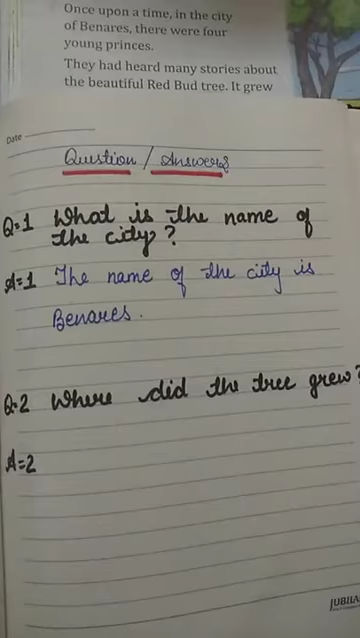 Once upon a time, in the city
of Benares, there were four
young princes.
They had heard many stories about
the beautiful Red Bud tree. It grew
Date
Question / Answers
Q=1 What is the name of
the city?
A=1 The name of the city is
Benares.
Q=2 Where did the tree grew?
A=2
JUBILA